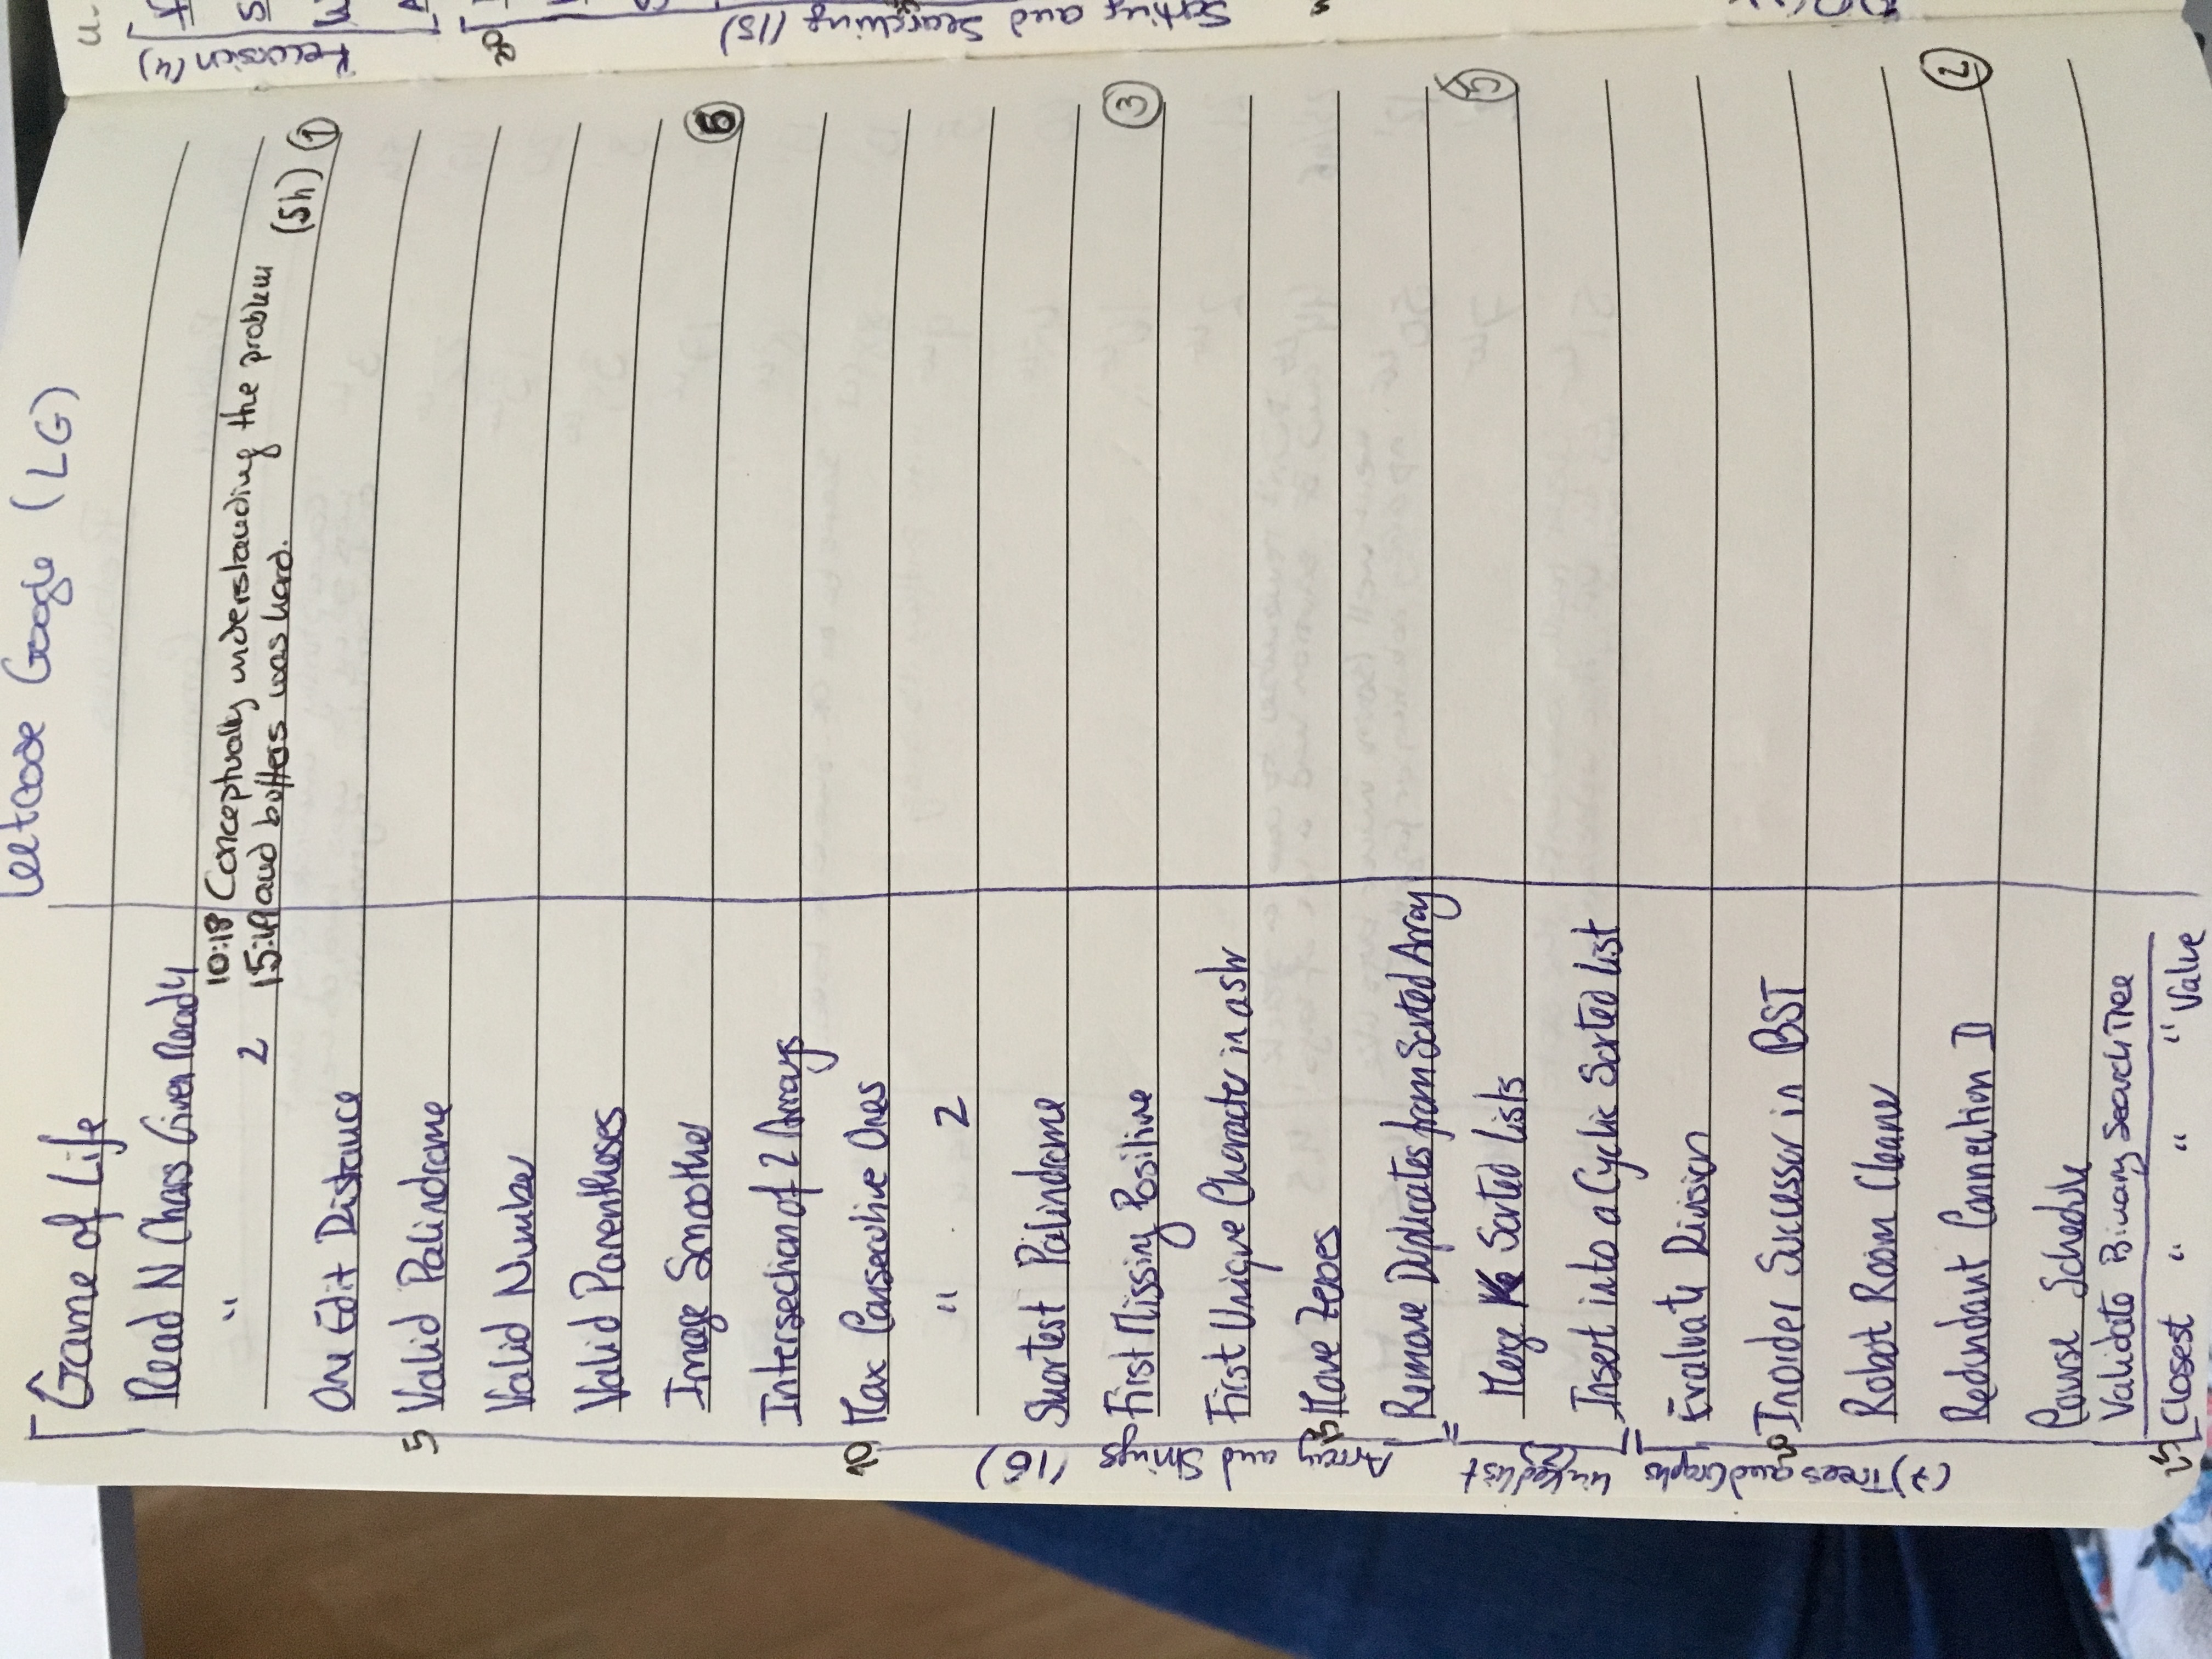 Leetcode Google (LG)
Game of Life
Read N Chars Given Read4
" 2 10:18 Conceptually understanding the problem
15:19 and buffers was hard. (5h) 1
One Edit Distance
5 Valid Palindrome
Valid Number
Valid Parentheses
Image Smoother
6
Intersection of 2 Arrays
10 Max Consecutive Ones
" 2
Shortest Palindrome
First Missing Positive
3
First Unique Character in a str
15 Move Zeroes
Remove Duplicates from Sorted Array
Merge K Sorted Lists
5
Insert into a Cyclic Sorted List
Evaluate Division
20 Inorder Successor in BST
Robot Room Cleaner
Redundant Connection II
2
Course Schedule
Validate Binary Search Tree
25 Closest " " " Value
Array and Strings (16)
Linked List
(2)
(7) Trees and Graphs
Recursion (4)
30
Sorting and Searching (15)